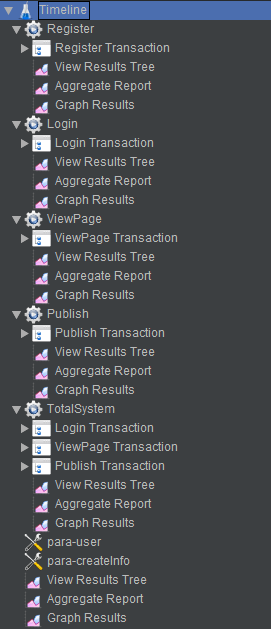 Timeline
Register
Register Transaction
View Results Tree
Aggregate Report
Graph Results
Login
Login Transaction
View Results Tree
Aggregate Report
Graph Results
ViewPage
ViewPage Transaction
View Results Tree
Aggregate Report
Graph Results
Publish
Publish Transaction
View Results Tree
Aggregate Report
Graph Results
TotalSystem
Login Transaction
ViewPage Transaction
Publish Transaction
View Results Tree
Aggregate Report
Graph Results
para-user
para-createInfo
View Results Tree
Aggregate Report
Graph Results